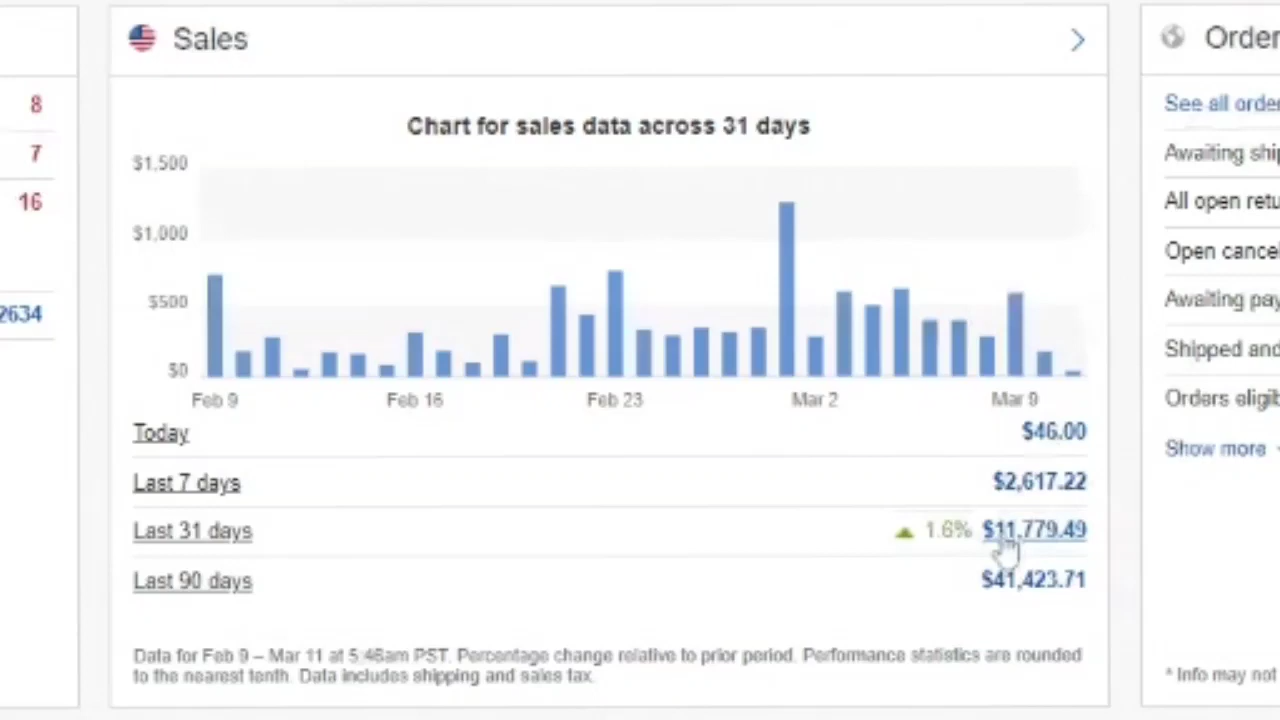 8
7
16
2634
Sales
Chart for sales data across 31 days
$1,500
$1,000
$500
$0
Feb 9 Feb 16 Feb 23 Mar 2 Mar 9
Today $46.00
Last 7 days $2,617.22
Last 31 days 1.6% $11,779.49
Last 90 days $41,423.71
Data for Feb 9 – Mar 11 at 5:46am PST. Percentage change relative to prior period. Performance statistics are rounded
to the nearest tenth. Data includes shipping and sales tax.
Order
See all order
Awaiting ship
All open retu
Open cancel
Awaiting pay
Shipped and
Orders eligib
Show more
* Info may not